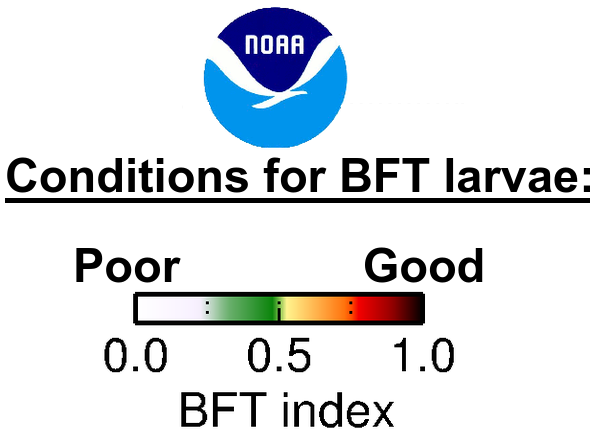 NOAA
Conditions for BFT larvae:
Poor Good
0.0 0.5 1.0
BFT index